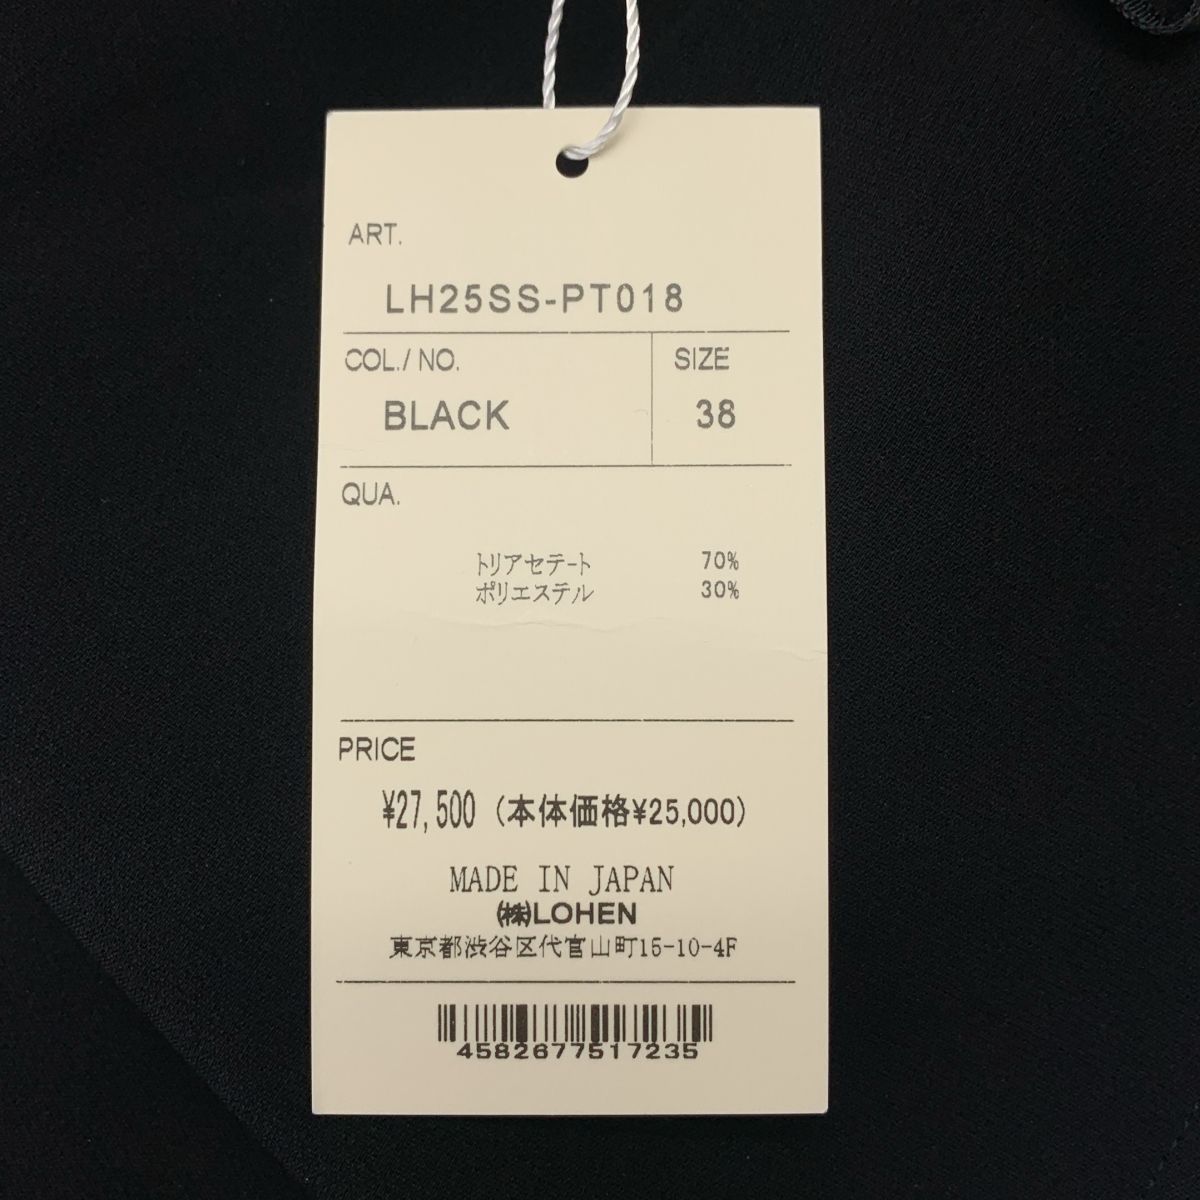 ART.
LH25SS-PT018
COL./NO. SIZE
BLACK 38
QUA.
トリアセテート 70%
ポリエステル 30%
PRICE
¥27,500 (本体価格¥25,000)
MADE IN JAPAN
㈱LOHEN
東京都渋谷区代官山町15-10-4F
4582677517235